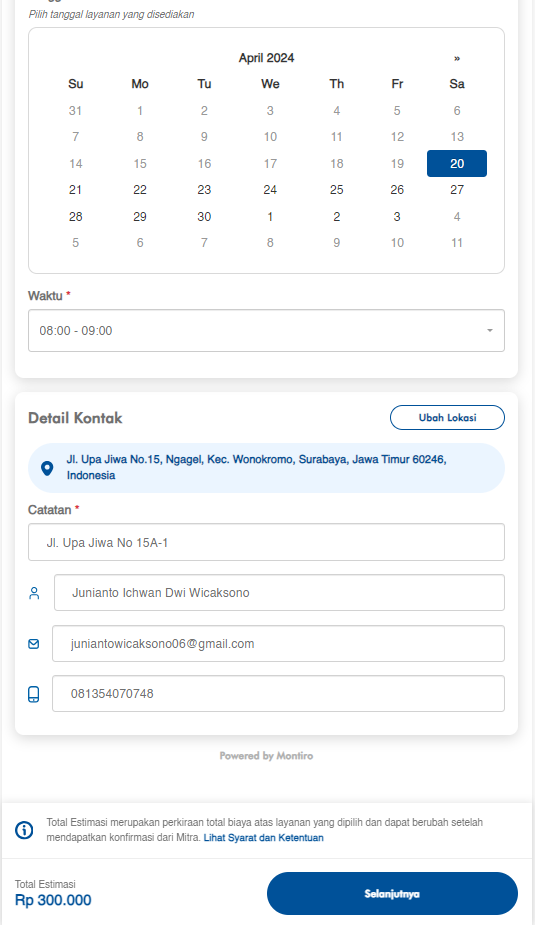 Pilih tanggal layanan yang disediakan
April 2024 »
Su Mo Tu We Th Fr Sa
31 1 2 3 4 5 6
7 8 9 10 11 12 13
14 15 16 17 18 19 20
21 22 23 24 25 26 27
28 29 30 1 2 3 4
5 6 7 8 9 10 11
Waktu *
08:00 - 09:00
Detail Kontak
Ubah Lokasi
Jl. Upa Jiwa No.15, Ngagel, Kec. Wonokromo, Surabaya, Jawa Timur 60246,
Indonesia
Catatan *
Jl. Upa Jiwa No 15A-1
Junianto Ichwan Dwi Wicaksono
juniantowicaksono06@gmail.com
081354070748
Powered by Montiro
Total Estimasi merupakan perkiraan total biaya atas layanan yang dipilih dan dapat berubah setelah
mendapatkan konfirmasi dari Mitra. Lihat Syarat dan Ketentuan
Total Estimasi
Rp 300.000
Selanjutnya